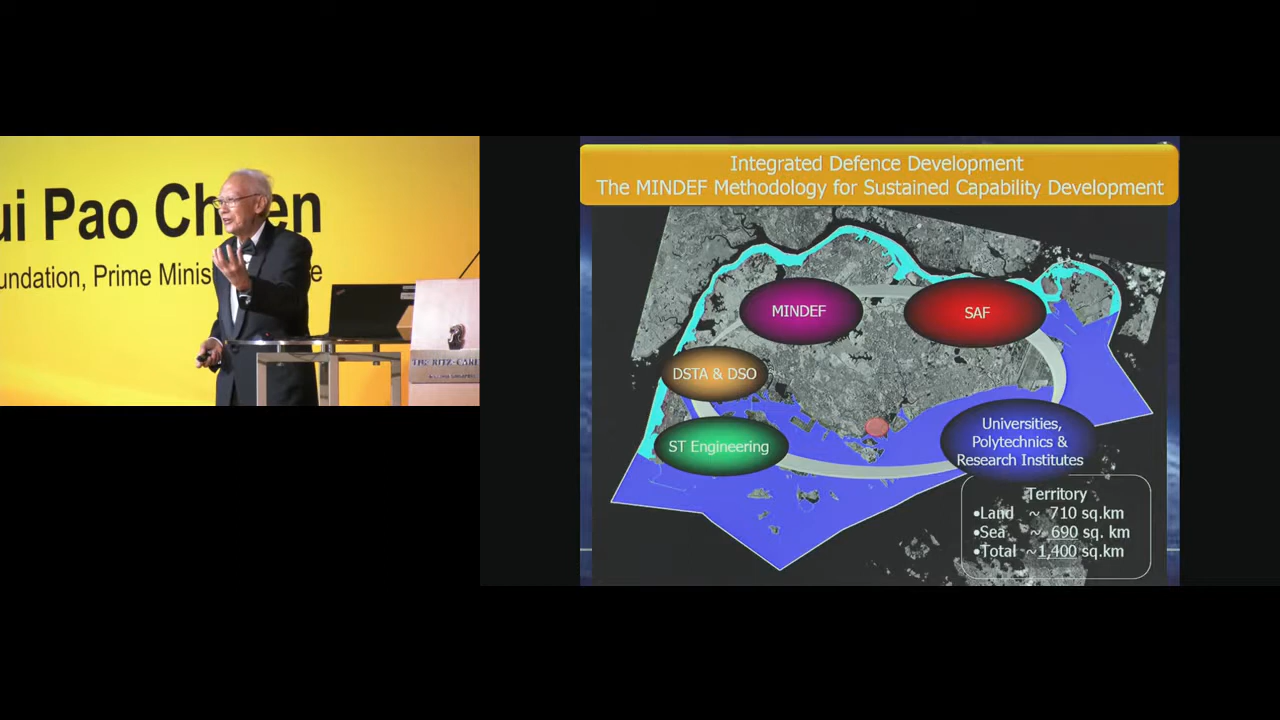 ui Pao Ch en
undation, Prime Minis e
THE RITZ-CARL
Integrated Defence Development
The MINDEF Methodology for Sustained Capability Development
MINDEF
SAF
DSTA & DSO
ST Engineering
Universities,
Polytechnics &
Research Institutes
Territory
•Land ~ 710 sq.km
•Sea ~ 690 sq. km
•Total ~1,400 sq.km